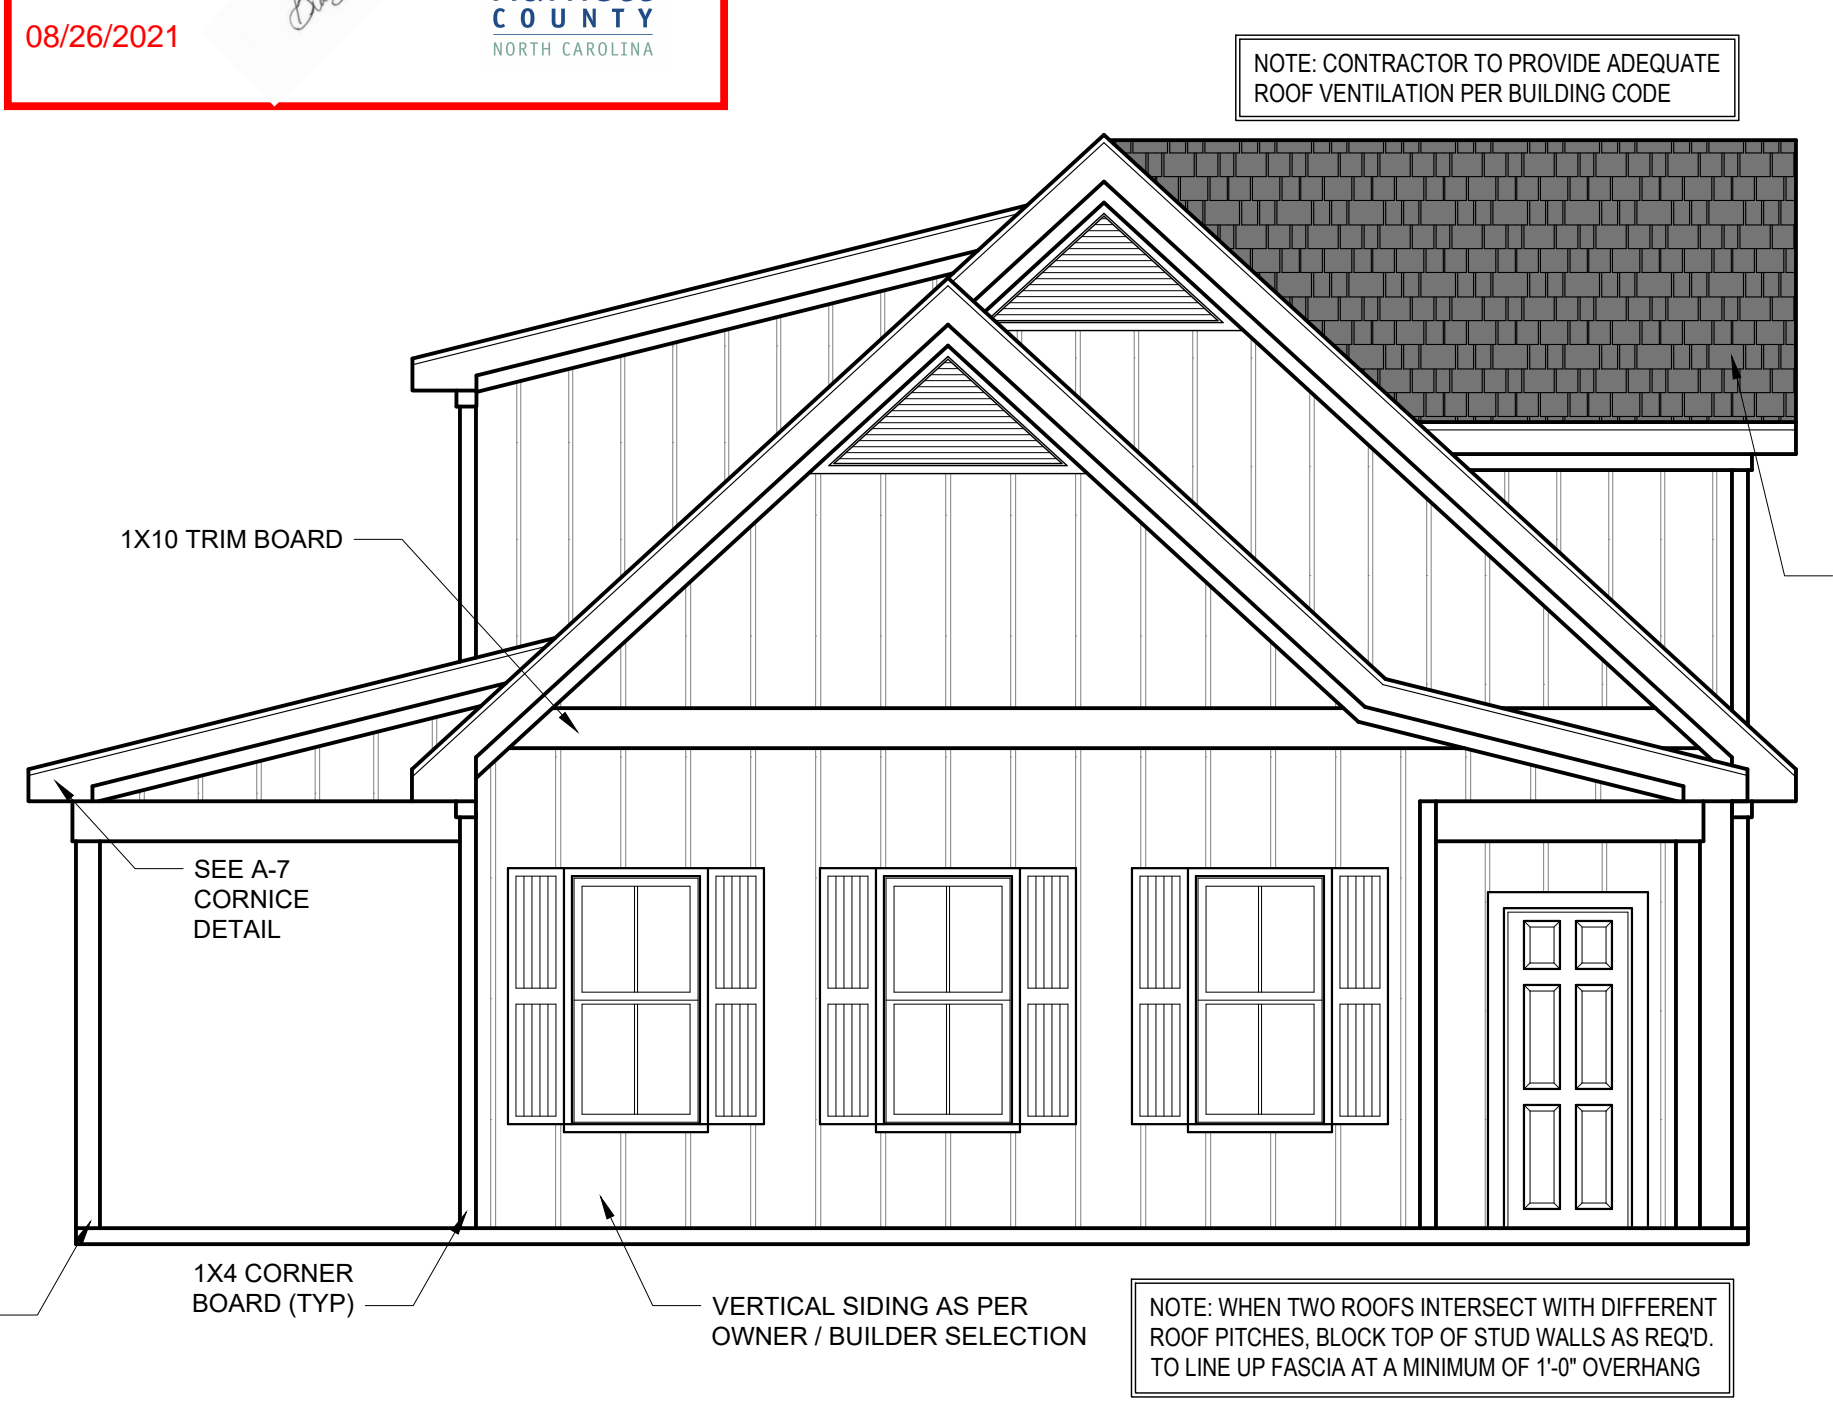 08/26/2021
COUNTY
NORTH CAROLINA
NOTE: CONTRACTOR TO PROVIDE ADEQUATE
ROOF VENTILATION PER BUILDING CODE
1X10 TRIM BOARD
SEE A-7
CORNICE
DETAIL
1X4 CORNER
BOARD (TYP)
VERTICAL SIDING AS PER
OWNER / BUILDER SELECTION
NOTE: WHEN TWO ROOFS INTERSECT WITH DIFFERENT
ROOF PITCHES, BLOCK TOP OF STUD WALLS AS REQ'D.
TO LINE UP FASCIA AT A MINIMUM OF 1'-0" OVERHANG